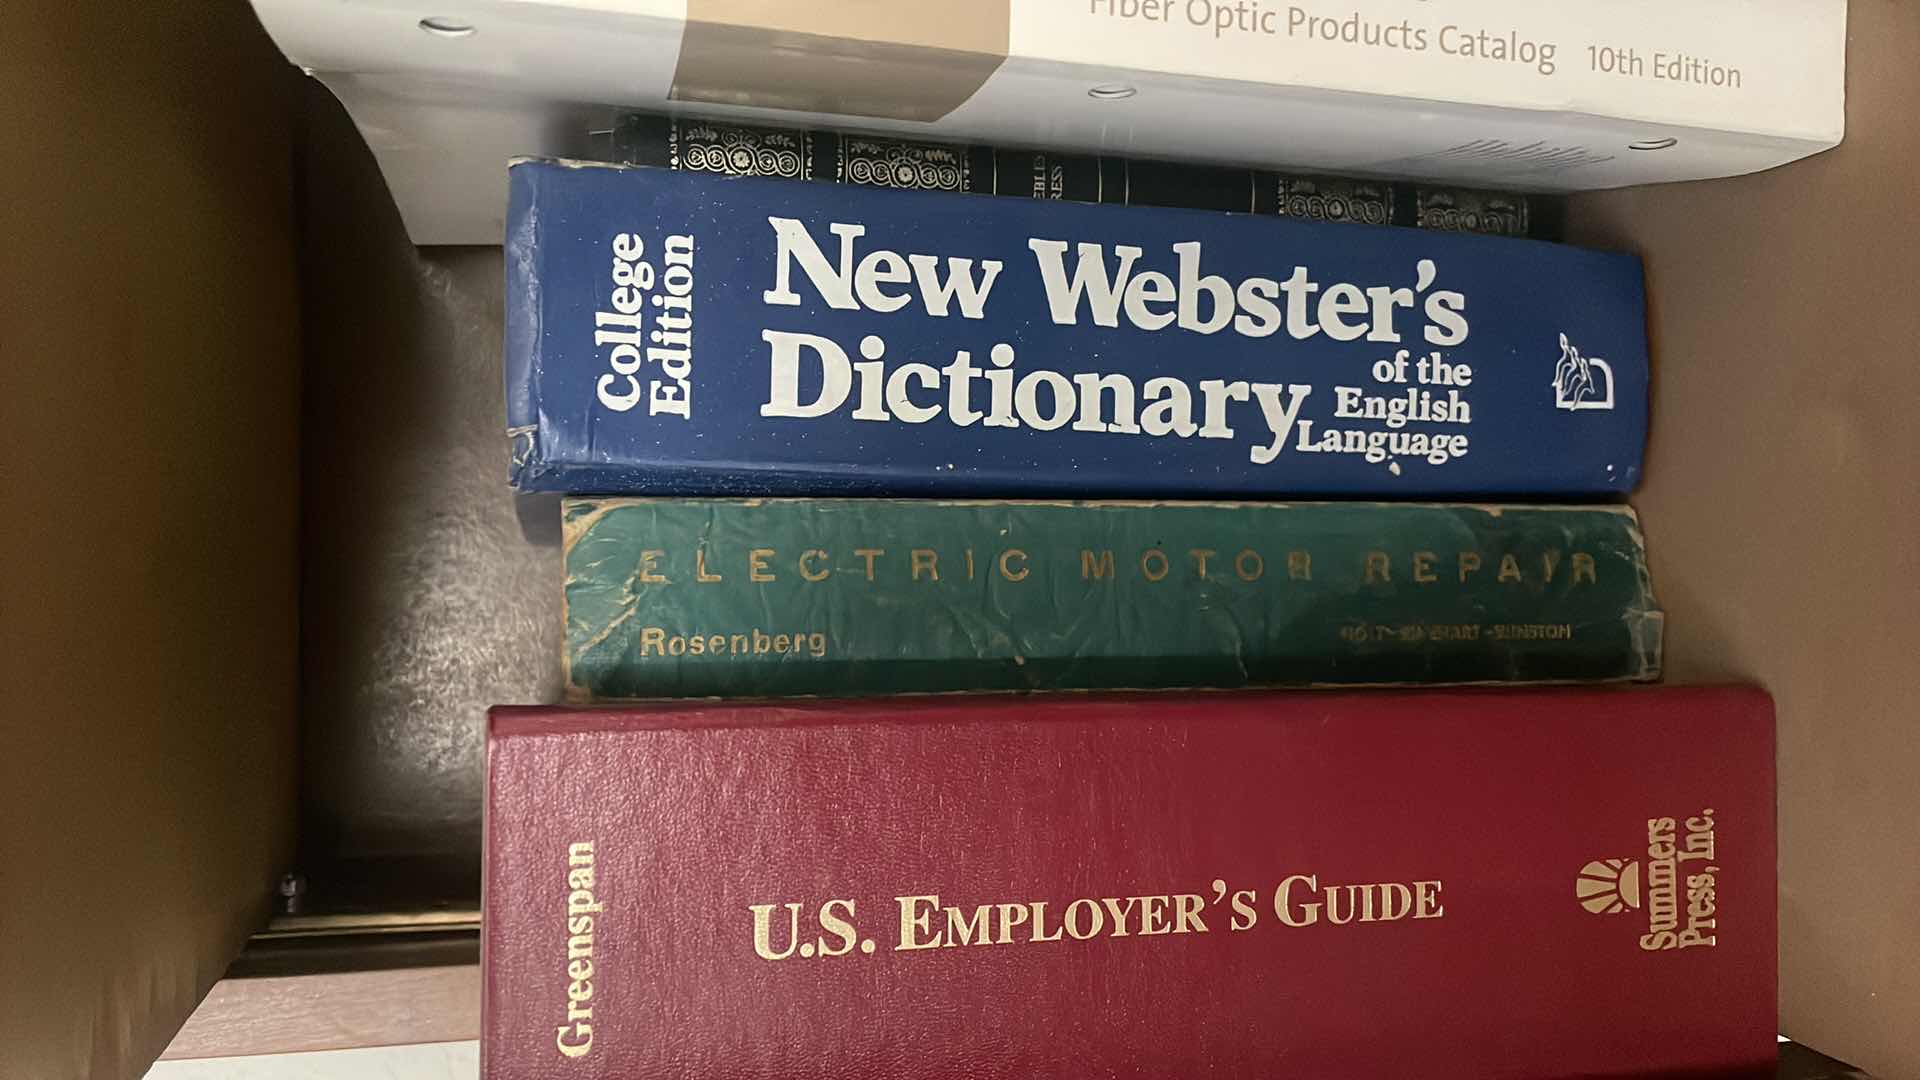 Fiber Optic Products Catalog 10th Edition
College
Edition
New Webster's
Dictionary
of the
English
Language
ELECTRIC MOTOR REPAIR
Rosenberg
Greenspan
U.S. EMPLOYER'S GUIDE
Summers
Press, Inc.